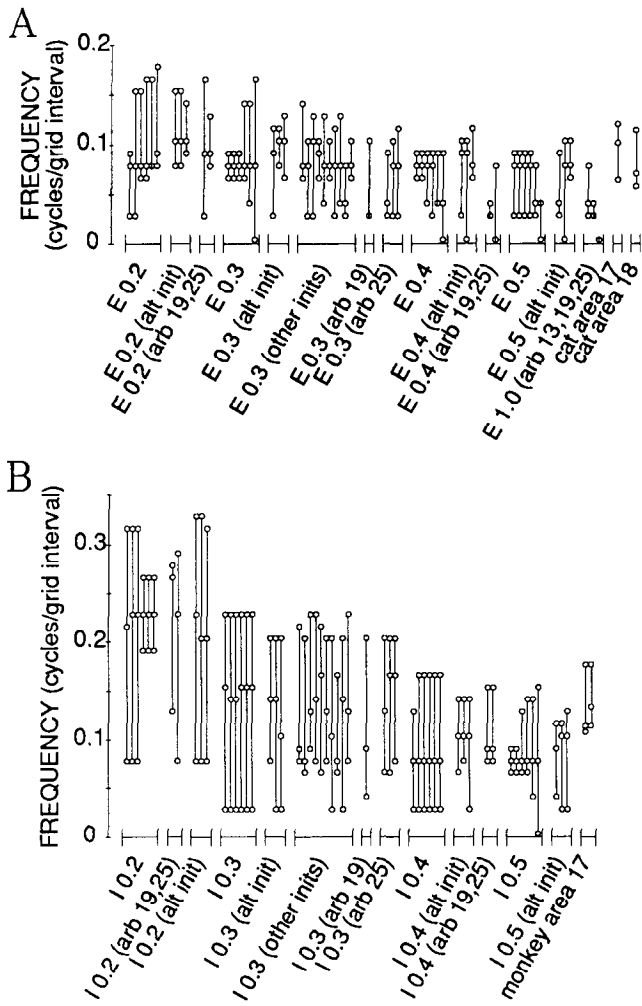 A
FREQUENCY
(cycles/grid interval)
0.2
0.1
0
E 0.2
E 0.2 (alt init)
E 0.2 (arb 19,25)
E 0.3
E 0.3 (alt init)
E 0.3 (other inits)
E 0.3 (arb 19)
E 0.3 (arb 25)
E 0.4
E 0.4 (alt init)
E 0.4 (arb 19,25)
E 0.5
E 0.5 (alt init)
E 1.0 (arb 13, 19,25)
cat area 17
cat area 18
B
FREQUENCY (cycles/grid interval)
0.3
0.2
0.1
0
I 0.2
I 0.2 (arb 19,25)
I 0.2 (alt init)
I 0.3
I 0.3 (alt init)
I 0.3 (other inits)
I 0.3 (arb 19)
I 0.3 (arb 25)
I 0.4
I 0.4 (alt init)
I 0.4 (arb 19,25)
I 0.5
I 0.5 (alt init)
monkey area 17